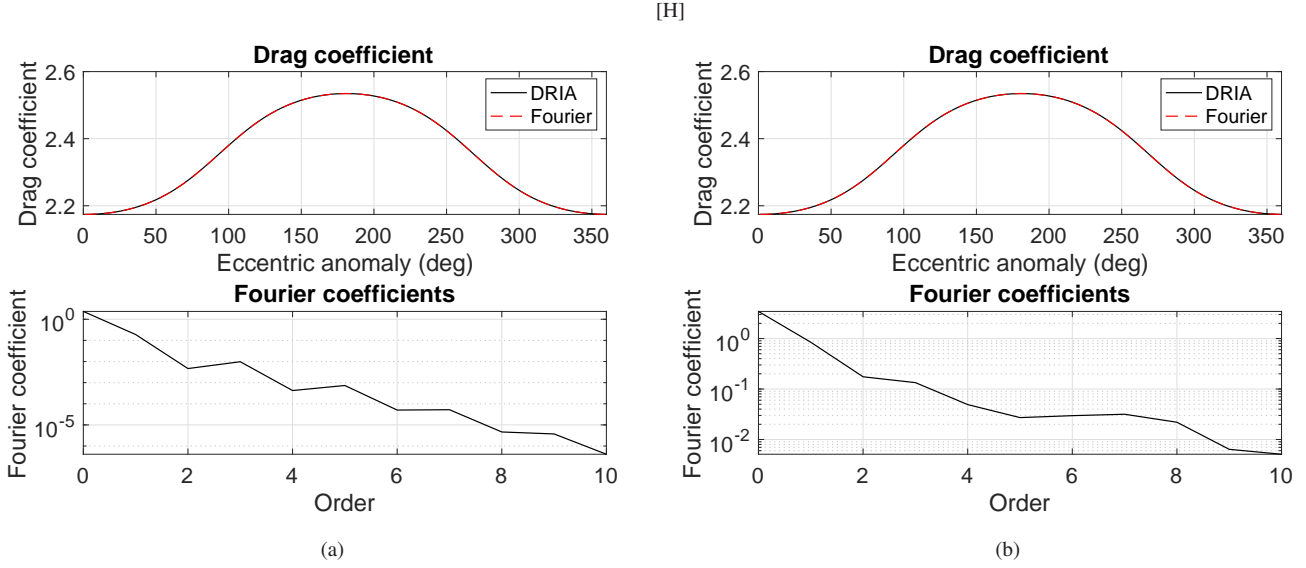 [H]
Drag coefficient
2.6
2.4
2.2
Drag coefficient
DRIA
Fourier
0 50 100 150 200 250 300 350
Eccentric anomaly (deg)
Fourier coefficients
10^0
10^-5
Fourier coefficient
0 2 4 6 8 10
Order
(a)
Drag coefficient
2.6
2.4
2.2
Drag coefficient
DRIA
Fourier
0 50 100 150 200 250 300 350
Eccentric anomaly (deg)
Fourier coefficients
10^0
10^-1
10^-2
Fourier coefficient
0 2 4 6 8 10
Order
(b)